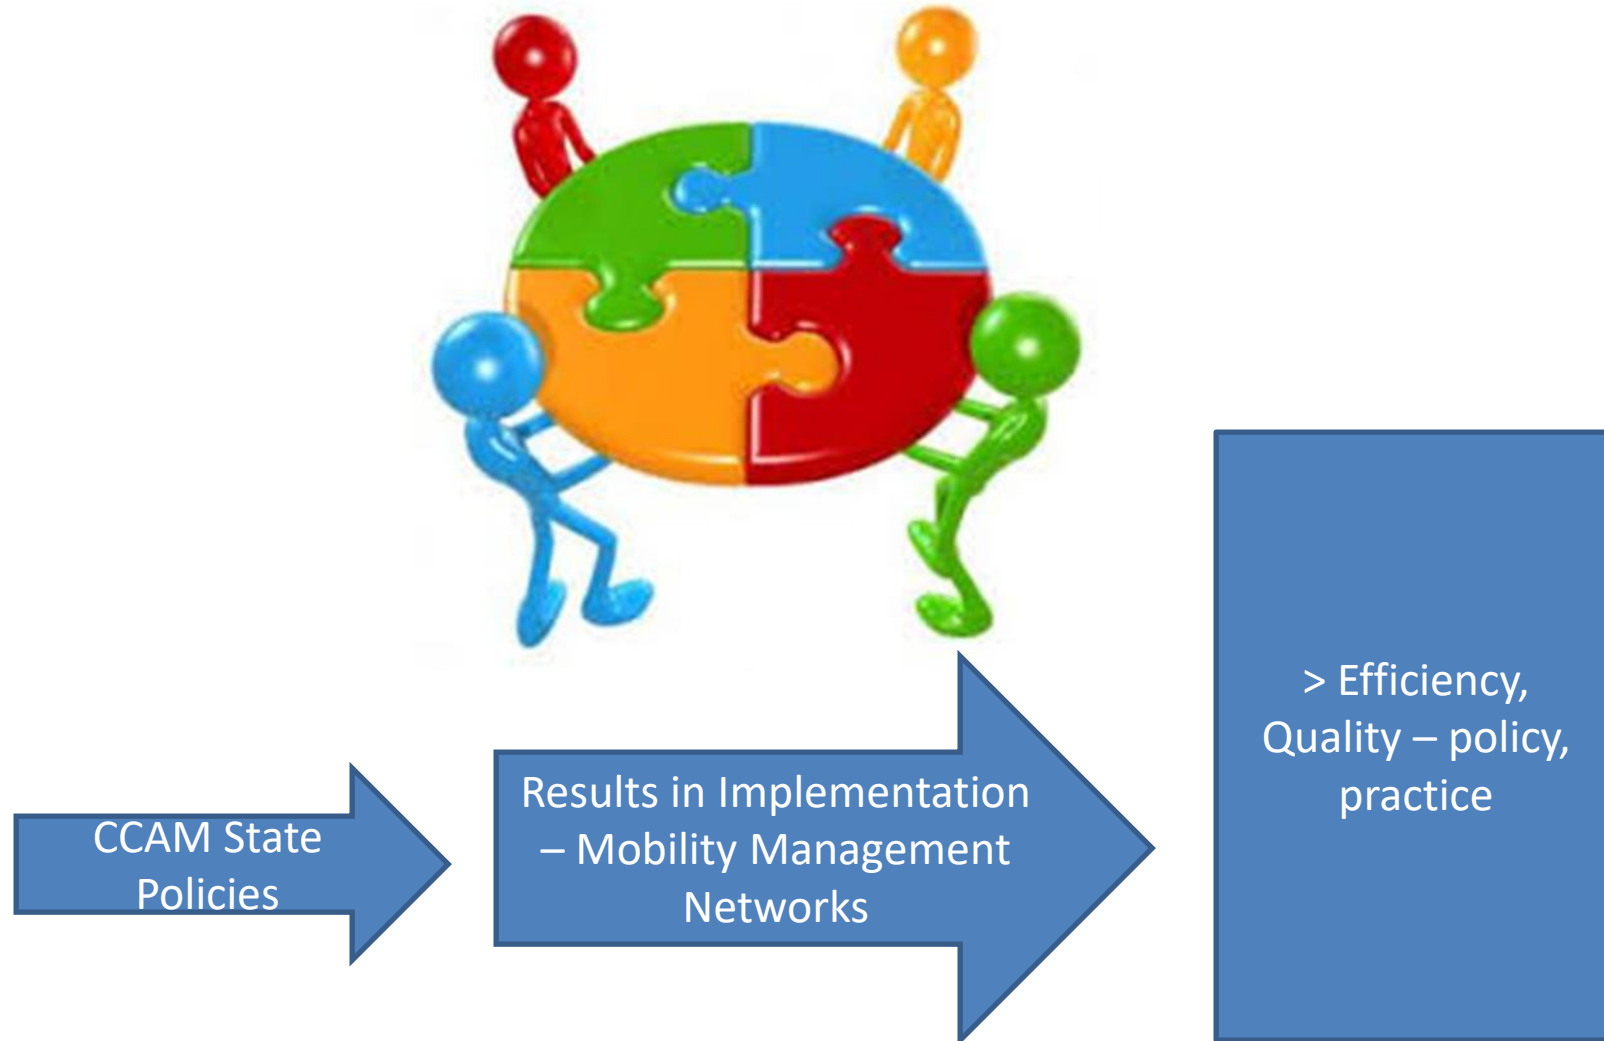 CCAM State
Policies
Results in Implementation
– Mobility Management
Networks
> Efficiency,
Quality – policy,
practice